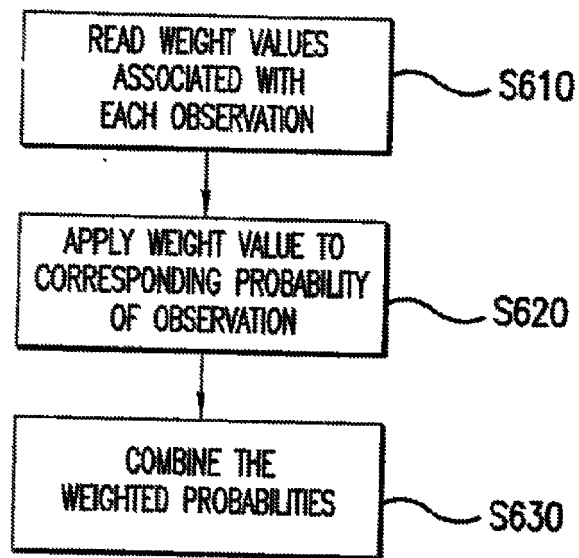 READ WEIGHT VALUES
ASSOCIATED WITH
EACH OBSERVATION
S610
APPLY WEIGHT VALUE TO
CORRESPONDING PROBABILITY
OF OBSERVATION
S620
COMBINE THE
WEIGHTED PROBABILITIES
S630